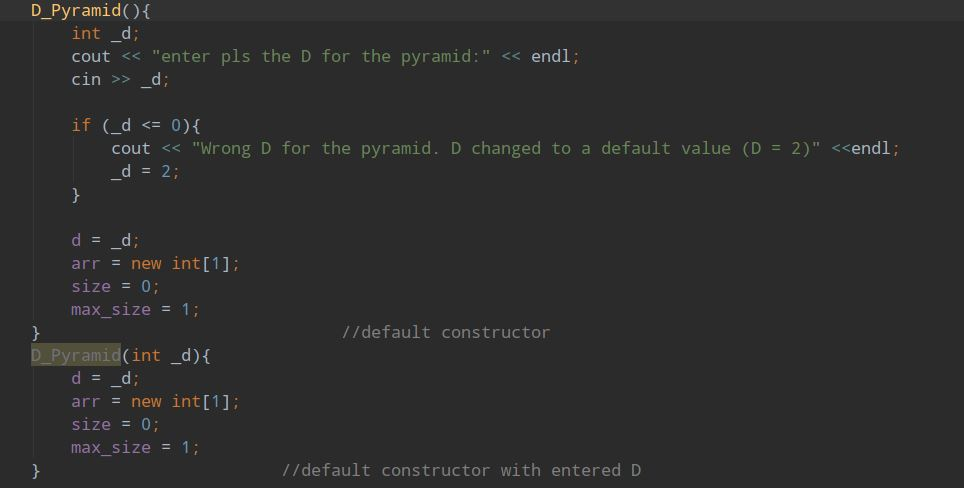 D_Pyramid(){
int _d;
cout << "enter pls the D for the pyramid:" << endl;
cin >> _d;
if (_d <= 0){
cout << "Wrong D for the pyramid. D changed to a default value (D = 2)" <<endl;
_d = 2;
}
d = _d;
arr = new int[1];
size = 0;
max_size = 1;
} //default constructor
D_Pyramid(int _d){
d = _d;
arr = new int[1];
size = 0;
max_size = 1;
} //default constructor with entered D